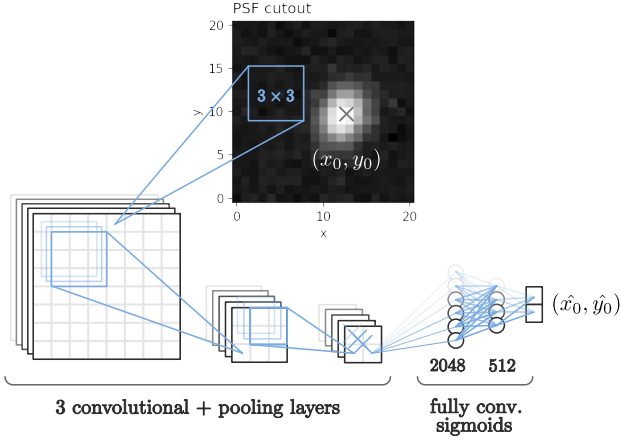 PSF cutout
20
15
10
5
0
y
3 × 3
(x₀, y₀)
0 10 20
x
(x̂₀, ŷ₀)
2048 512
3 convolutional + pooling layers
fully conv.
sigmoids